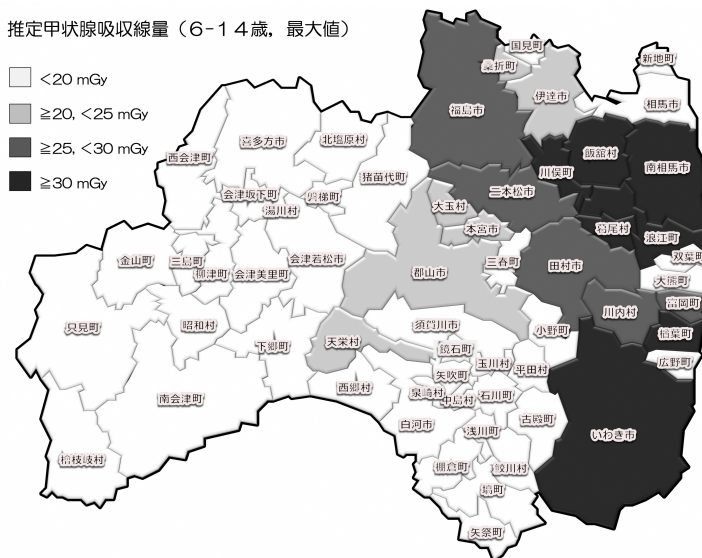 推定甲状腺吸収線量（6-14歳，最大値）
<20 mGy
≧20, <25 mGy
≧25, <30 mGy
≧30 mGy
国見町
桑折町
新地町
伊達市
相馬市
福島市
喜多方市
北塩原村
西会津町
猪苗代町
川俣町
飯舘村
南相馬市
会津坂下町
磐梯町
湯川村
大玉村
二本松市
本宮市
葛尾村
浪江町
双葉町
金山町
三島町
柳津町
会津美里町
会津若松市
三春町
田村市
郡山市
大熊町
富岡町
只見町
昭和村
下郷町
天栄村
須賀川市
小野町
川内村
楢葉町
鏡石町
玉川村
平田村
広野町
矢吹町
西郷村
泉崎村
中島村
石川町
南会津町
白河市
浅川町
古殿町
いわき市
檜枝岐村
棚倉町
鮫川村
塙町
矢祭町